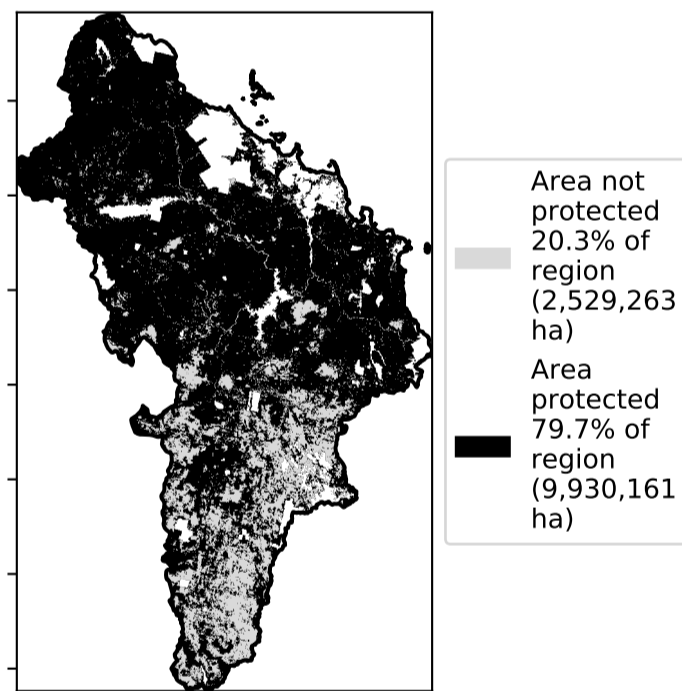 Area not
protected
20.3% of
region
(2,529,263
ha)
Area
protected
79.7% of
region
(9,930,161
ha)